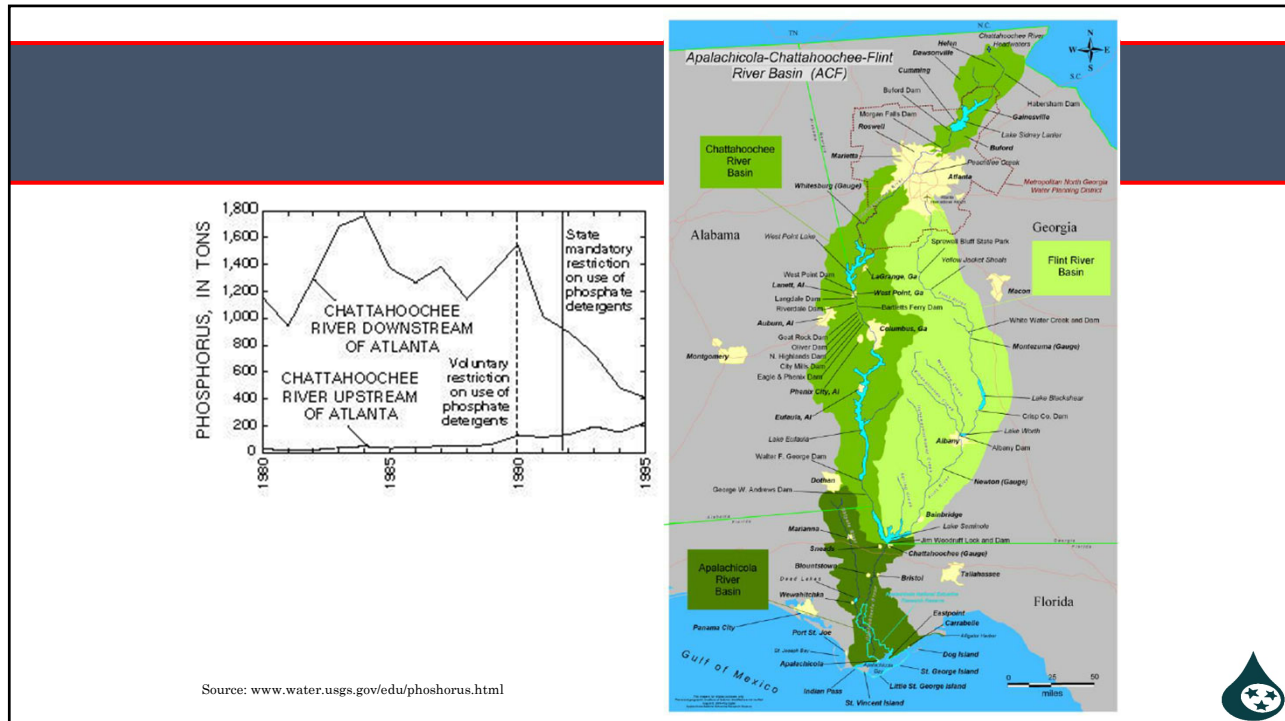 1,800
1,600
1,400
1,200
1,000
800
600
400
200
0
PHOSPHORUS, IN TONS
CHATTAHOOCHEE
RIVER DOWNSTREAM
OF ATLANTA
CHATTAHOOCHEE
RIVER UPSTREAM
OF ATLANTA
Voluntary
restriction
on use of
phosphate
detergents
State
mandatory
restriction
on use of
phosphate
detergents
1980
1985
1990
1995
Source: www.water.usgs.gov/edu/phoshorus.html
Apalachicola-Chattahoochee-Flint
River Basin (ACF)
TN.
N.C.
S.C.
N
W
E
S
Chattahoochee River
Headwaters
Helen
Dawsonville
Cumming
Buford Dam
Habersham Dam
Morgan Falls Dam
Gainesville
Roswell
Lake Sidney Lanier
Buford
Chattahoochee
River
Basin
Marietta
Peachtree Creek
Atlanta
Whitesburg (Gauge)
Metropolitan North Georgia
Water Planning District
Alabama
Georgia
West Point Lake
Sprewell Bluff State Park
Yellow Jacket Shoals
Flint River
Basin
West Point Dam
LaGrange, Ga
Lanett, Al
West Point, Ga
Macon
Langdale Dam
Riverdale Dam
Bartletts Ferry Dam
White Water Creek and Dam
Auburn, Al
Columbus, Ga
Goat Rock Dam
Oliver Dam
Montezuma (Gauge)
Montgomery
N. Highlands Dam
City Mills Dam
Eagle & Phenix Dam
Phenix City, Al
Lake Blackshear
Eufaula, Al
Crisp Co. Dam
Lake Worth
Lake Eufaula
Albany
Albany Dam
Walter F. George Dam
Dothan
Newton (Gauge)
George W. Andrews Dam
Bainbridge
Alabama
Florida
Lake Seminole
Marianna
Jim Woodruff Lock and Dam
Georgia
Florida
Sneads
Chattahoochee (Gauge)
Blountstown
Apalachicola
River
Basin
Dead Lakes
Bristol
Tallahassee
Wewahitchka
Florida
Eastpoint
Panama City
Carrabelle
Port St. Joe
Alligator Harbor
St. Joseph Bay
Dog Island
Apalachicola
Apalachicola
Bay
St. George Island
Gulf of Mexico
Little St. George Island
Indian Pass
St. Vincent Island
0
25
50
miles